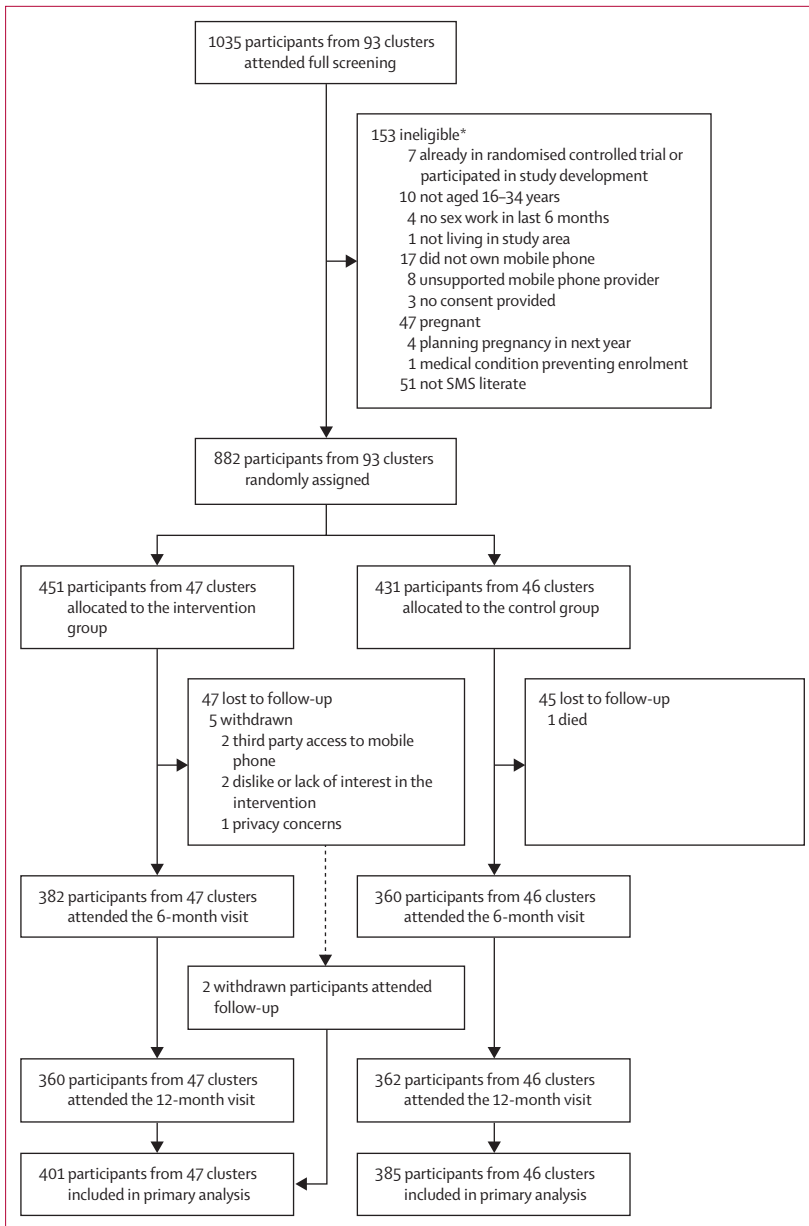 1035 participants from 93 clusters
attended full screening
153 ineligible*
7 already in randomised controlled trial or
participated in study development
10 not aged 16–34 years
4 no sex work in last 6 months
1 not living in study area
17 did not own mobile phone
8 unsupported mobile phone provider
3 no consent provided
47 pregnant
4 planning pregnancy in next year
1 medical condition preventing enrolment
51 not SMS literate
882 participants from 93 clusters
randomly assigned
451 participants from 47 clusters
allocated to the intervention
group
431 participants from 46 clusters
allocated to the control group
47 lost to follow-up
5 withdrawn
2 third party access to mobile
phone
2 dislike or lack of interest in the
intervention
1 privacy concerns
45 lost to follow-up
1 died
382 participants from 47 clusters
attended the 6-month visit
360 participants from 46 clusters
attended the 6-month visit
2 withdrawn participants attended
follow-up
360 participants from 47 clusters
attended the 12-month visit
362 participants from 46 clusters
attended the 12-month visit
401 participants from 47 clusters
included in primary analysis
385 participants from 46 clusters
included in primary analysis